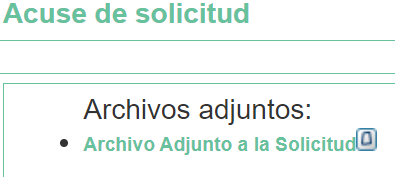 Acuse de solicitud
Archivos adjuntos:
Archivo Adjunto a la Solicitud